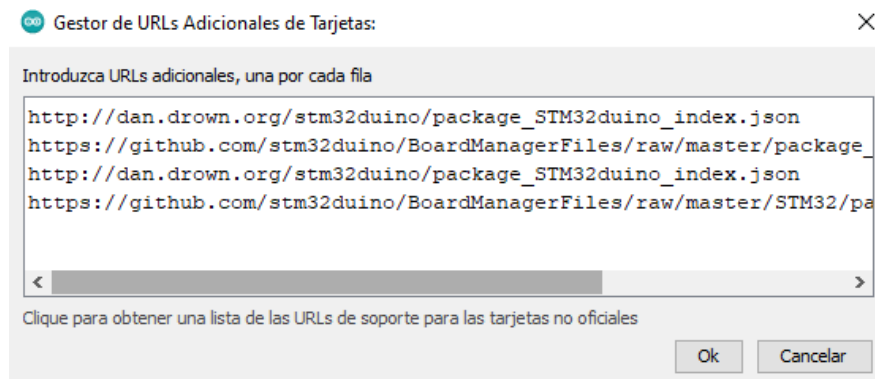 Gestor de URLs Adicionales de Tarjetas:
Introduzca URLs adicionales, una por cada fila
http://dan.drown.org/stm32duino/package_STM32duino_index.json
https://github.com/stm32duino/BoardManagerFiles/raw/master/package_
http://dan.drown.org/stm32duino/package_STM32duino_index.json
https://github.com/stm32duino/BoardManagerFiles/raw/master/STM32/pa
Clique para obtener una lista de las URLs de soporte para las tarjetas no oficiales
Ok Cancelar